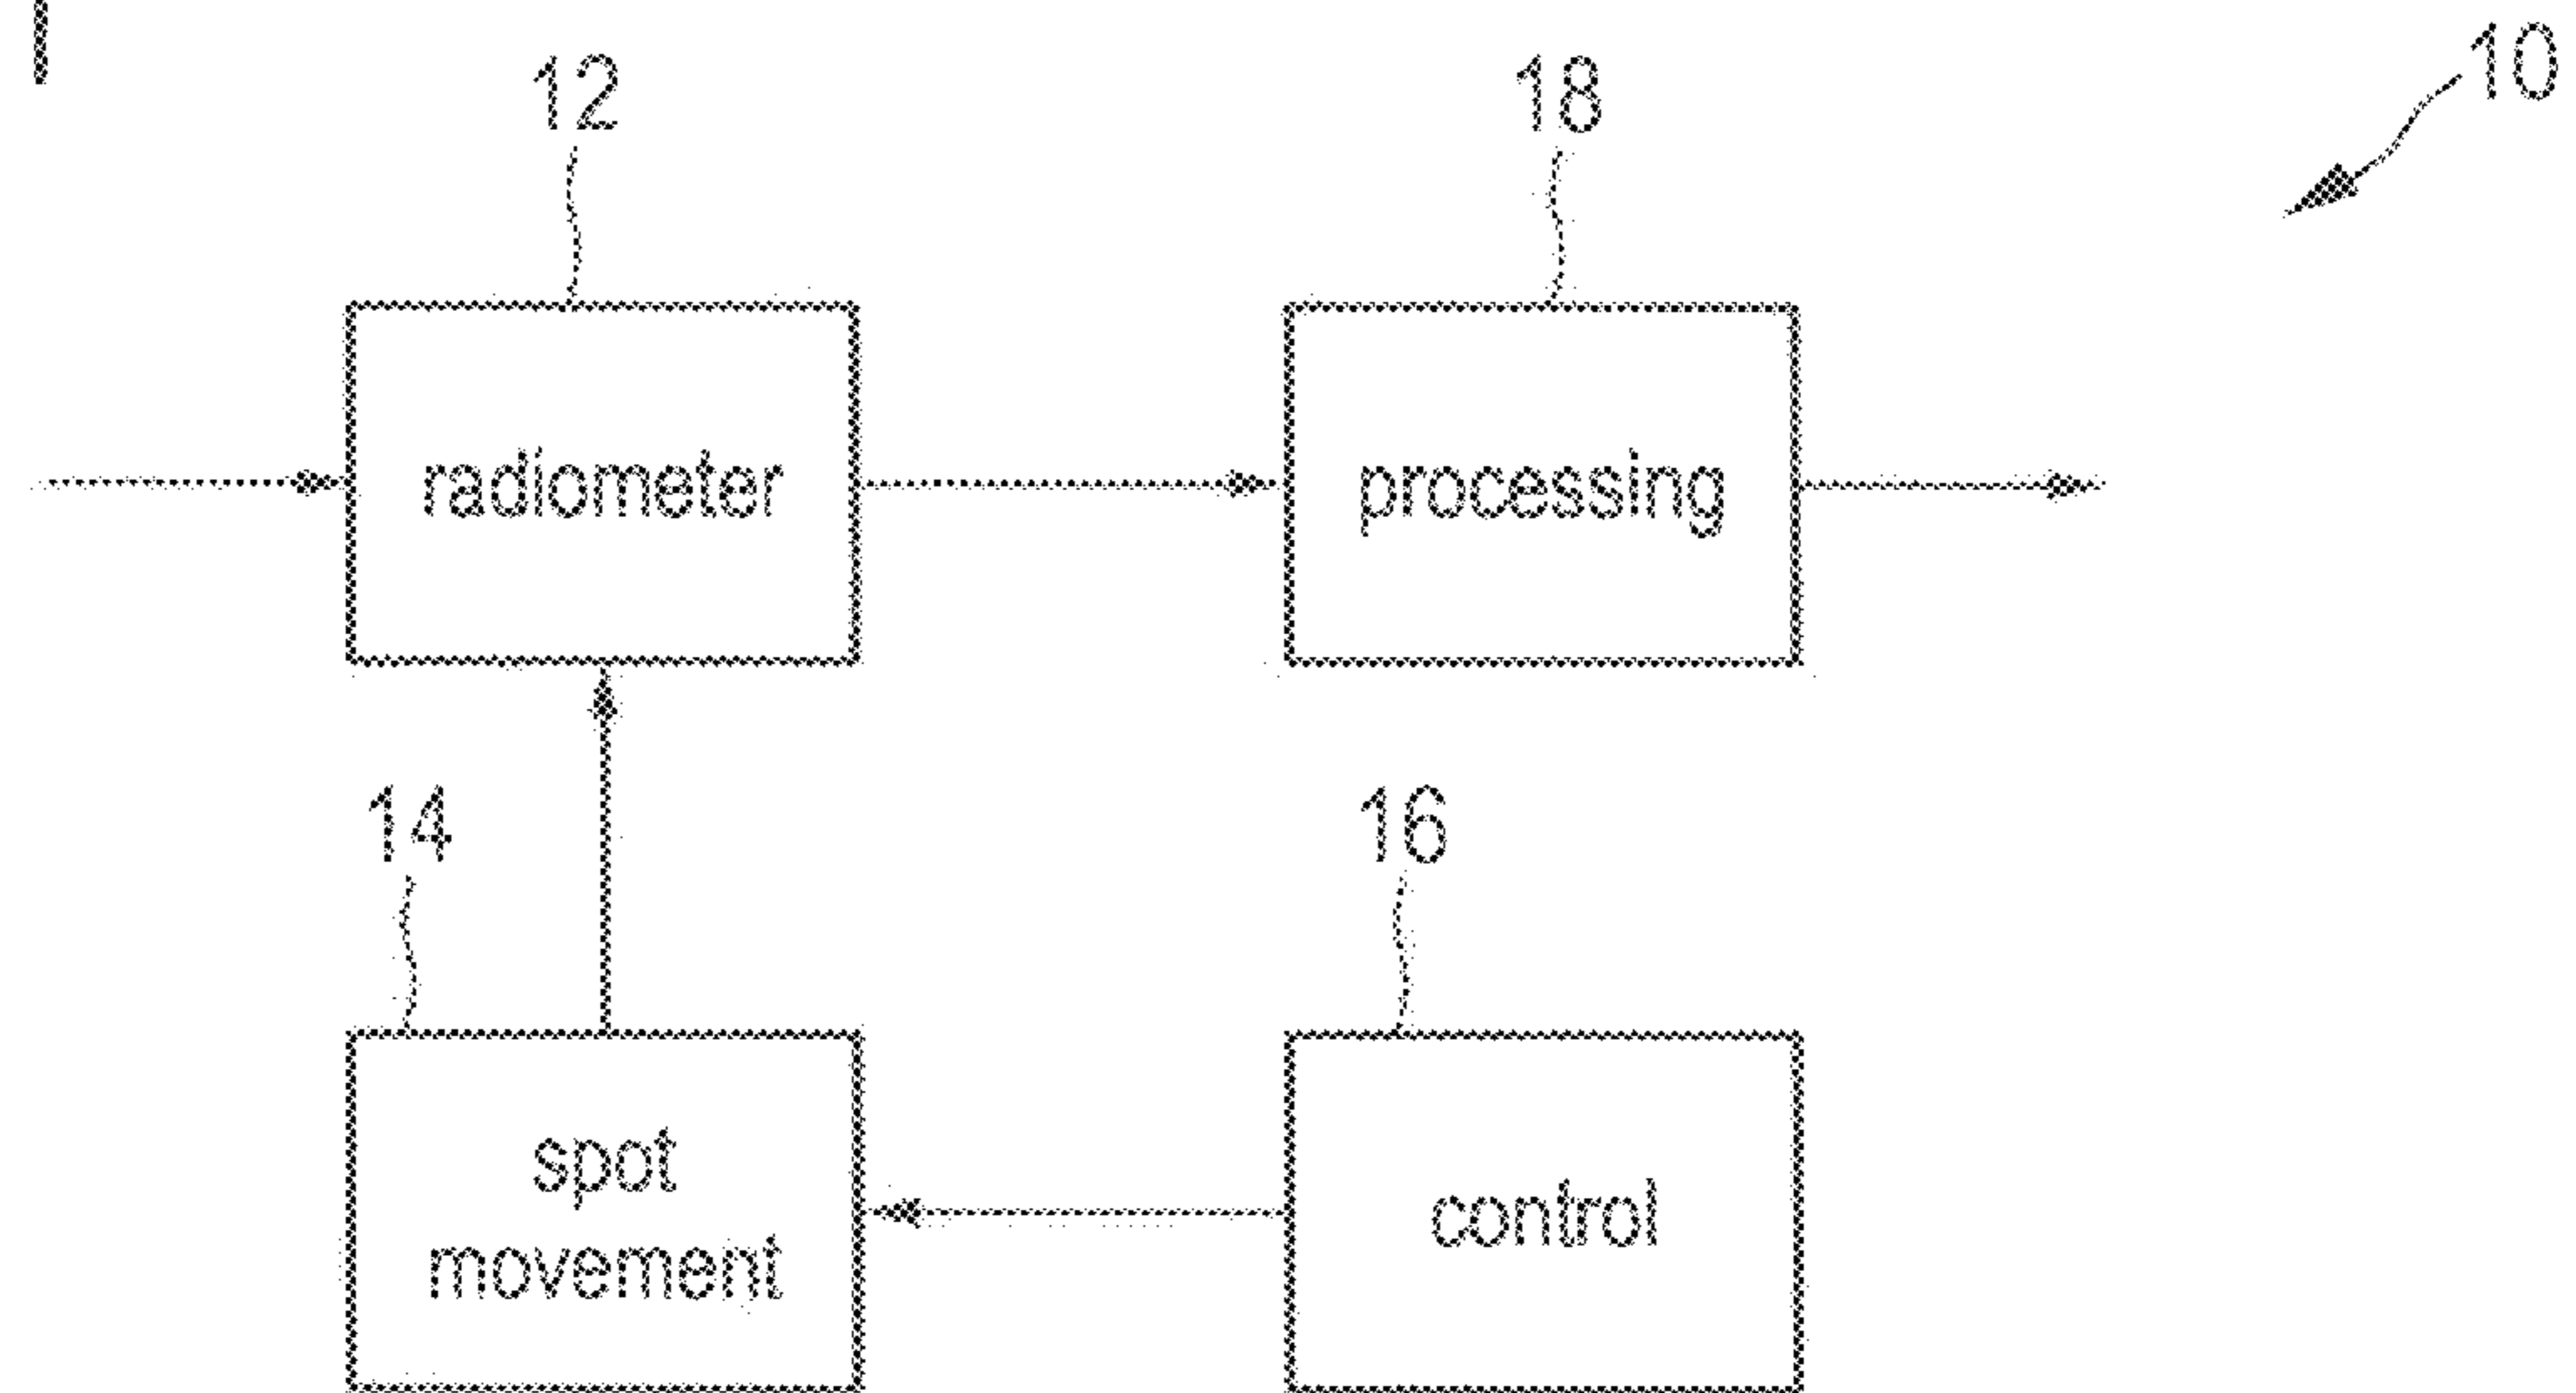 12
18
10
radiometer
processing
14
16
spot
movement
control